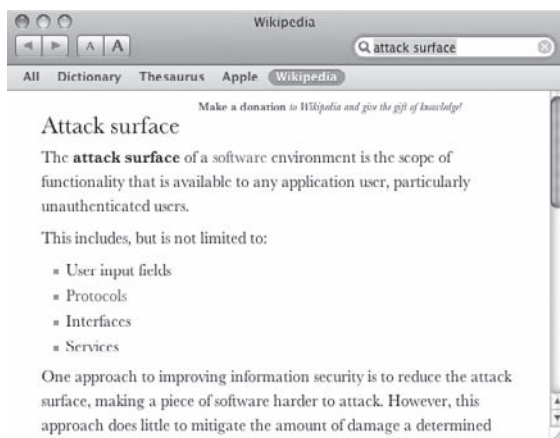 Wikipedia
A A
attack surface
All Dictionary Thesaurus Apple Wikipedia
Make a donation to Wikipedia and give the gift of knowledge!
Attack surface
The attack surface of a software environment is the scope of
functionality that is available to any application user, particularly
unauthenticated users.
This includes, but is not limited to:
User input fields
Protocols
Interfaces
Services
One approach to improving information security is to reduce the attack
surface, making a piece of software harder to attack. However, this
approach does little to mitigate the amount of damage a determined